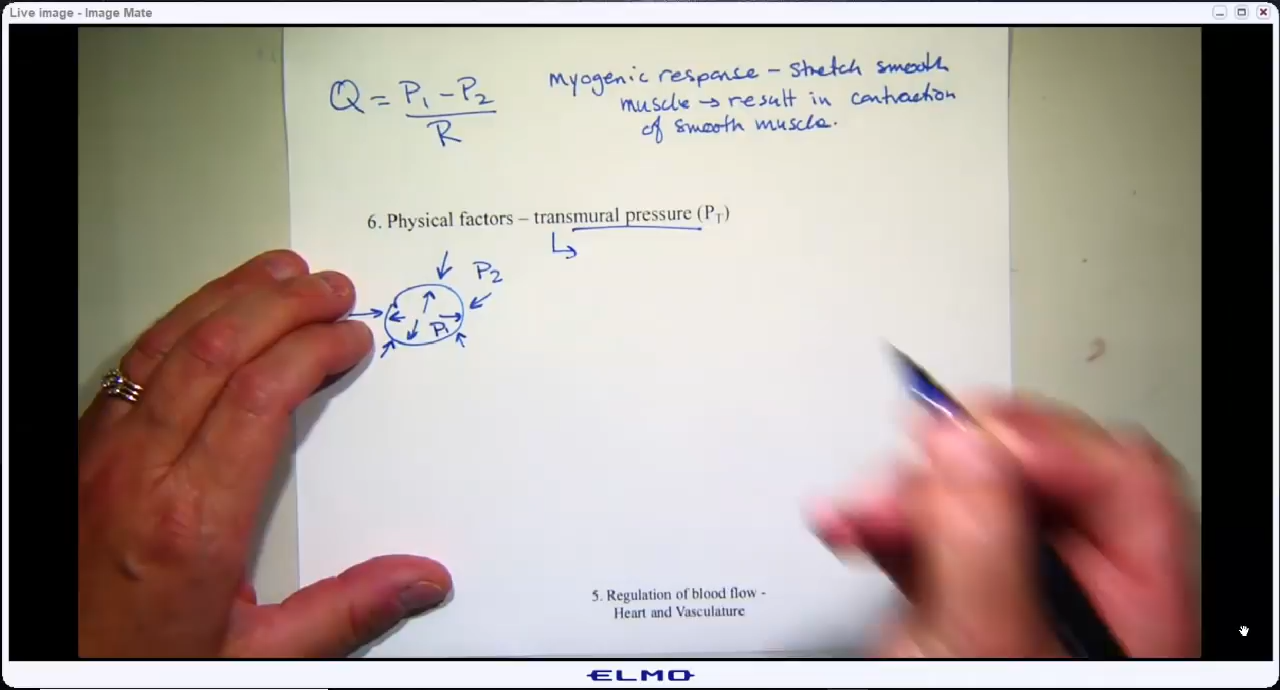 Live image - Image Mate
Q = P1 - P2
R
Myogenic response - stretch smooth
muscle → result in contraction
of smooth muscle.
6. Physical factors – transmural pressure (PT)
↳
P2
P1
5. Regulation of blood flow -
Heart and Vasculature
ELMO